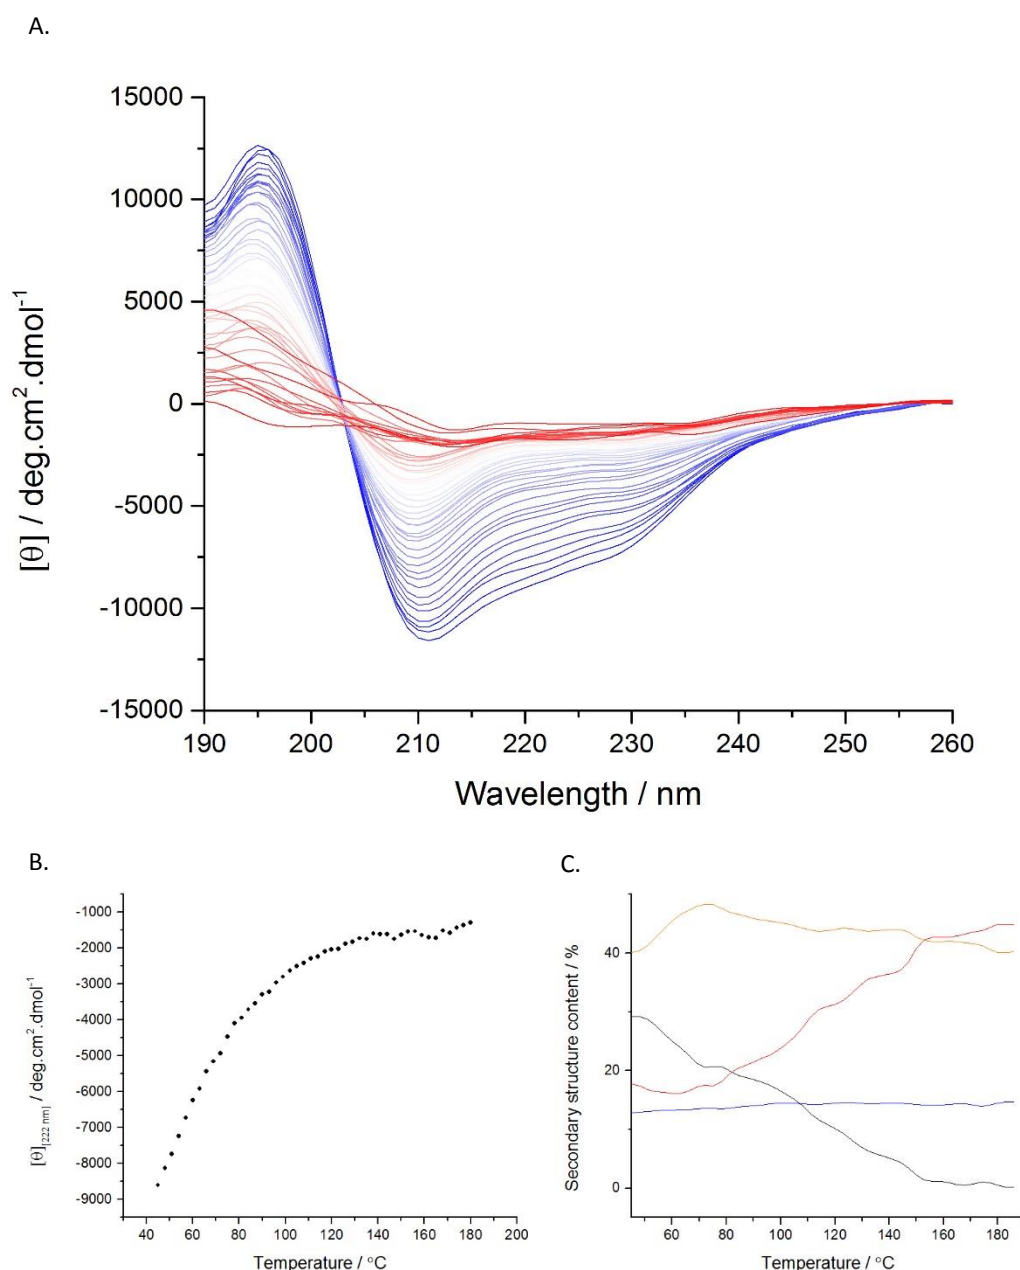 A.
15000
10000
5000
0
-5000
-10000
-15000
190 200 210 220 230 240 250 260
[θ] / deg.cm².dmol⁻¹
Wavelength / nm
B.
-1000
-2000
-3000
-4000
-5000
-6000
-7000
-8000
-9000
40 60 80 100 120 140 160 180 200
[θ][222 nm] / deg.cm².dmol⁻¹
Temperature / °C
C.
40
20
0
60 80 100 120 140 160 180
Secondary structure content / %
Temperature / °C